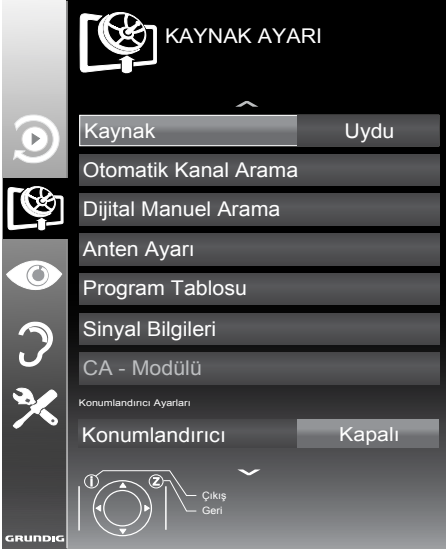 KAYNAK AYARI
Kaynak Uydu
Otomatik Kanal Arama
Dijital Manuel Arama
Anten Ayarı
Program Tablosu
Sinyal Bilgileri
CA - Modülü
Konumlandırıcı Ayarları
Konumlandırıcı Kapalı
i Z
Çıkış
Geri
GRUNDIG